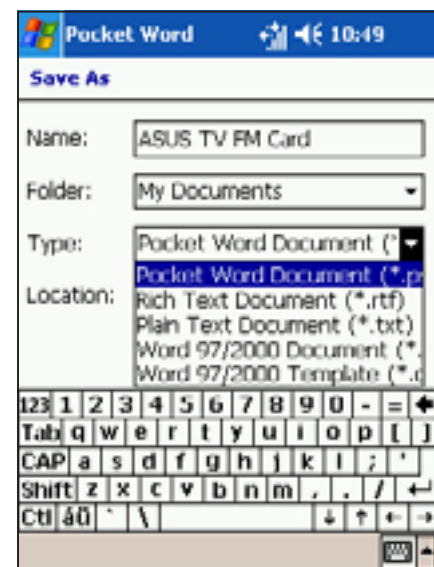 Pocket Word 10:49
Save As
Name: ASUS TV FM Card
Folder: My Documents
Type: Pocket Word Document (*
Pocket Word Document (*.p
Location:
Rich Text Document (*.rtf)
Plain Text Document (*.txt)
Word 97/2000 Document (*.
Word 97/2000 Template (*.d
123 1 2 3 4 5 6 7 8 9 0 - =
Tab q w e r t y u i o p [ ]
CAP a s d f g h j k l ; '
Shift z x c v b n m , . /
Ctl áü ` \